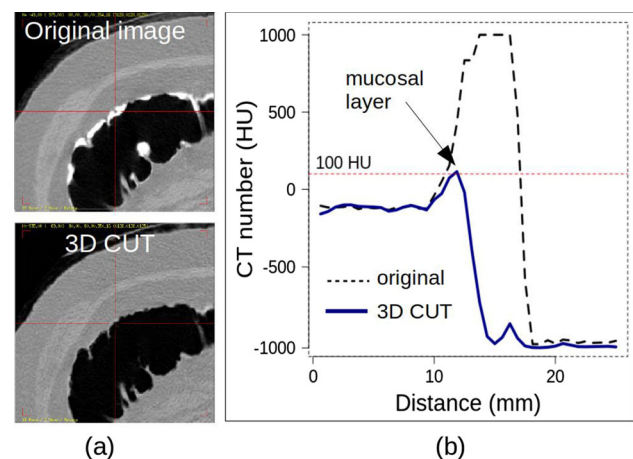 Original image
3D CUT
(a)
1000
500
0
-500
-1000
CT number (HU)
mucosal
layer
100 HU
original
3D CUT
0
10
20
Distance (mm)
(b)